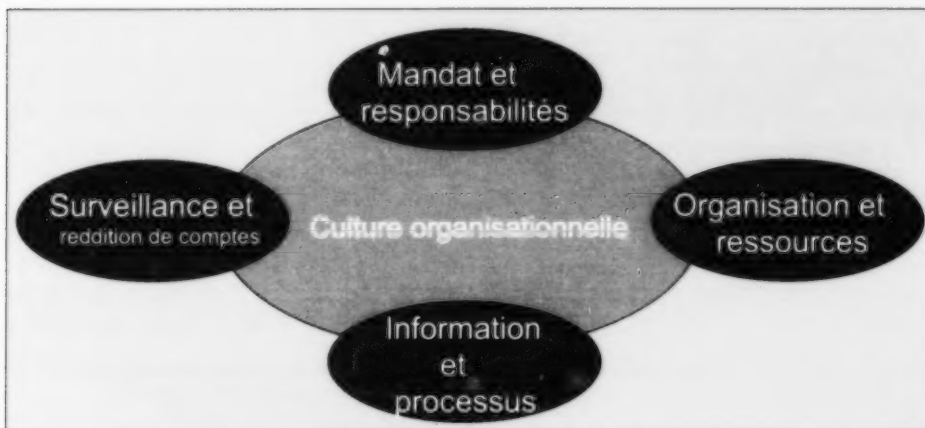 Mandat et
responsabilités
Surveillance et
reddition de comptes
Culture organisationnelle
Organisation et
ressources
Information
et
processus